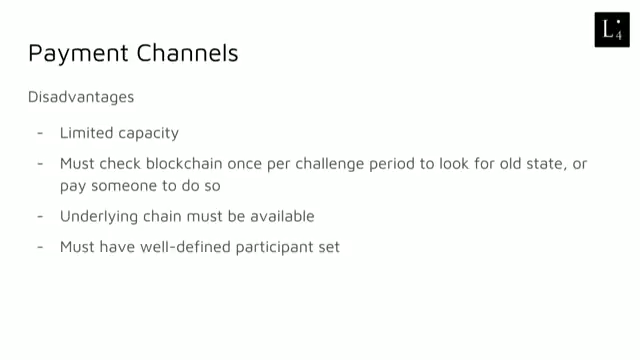 L4
Payment Channels
Disadvantages
- Limited capacity
- Must check blockchain once per challenge period to look for old state, or
pay someone to do so
- Underlying chain must be available
- Must have well-defined participant set